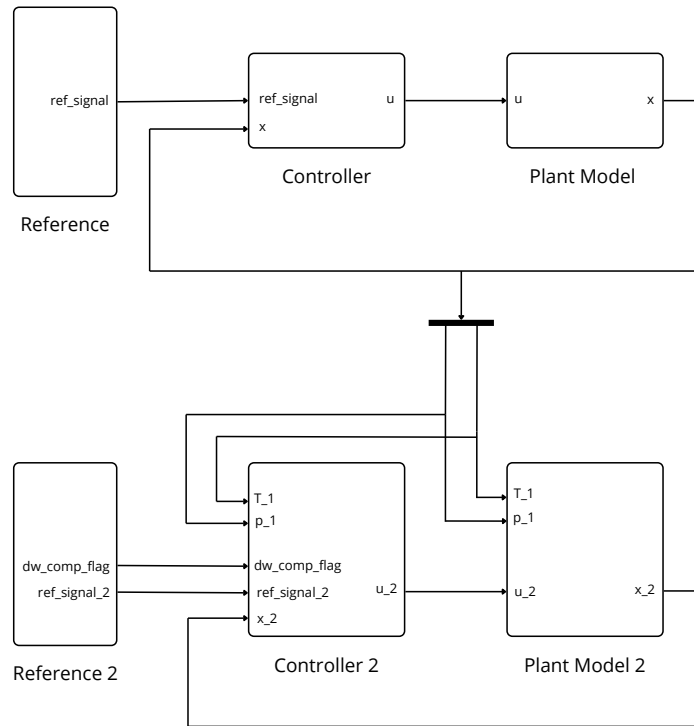 ref_signal
Reference
ref_signal
x
u
Controller
u
x
Plant Model
dw_comp_flag
ref_signal_2
Reference 2
T_1
p_1
dw_comp_flag
ref_signal_2
x_2
u_2
Controller 2
T_1
p_1
u_2
x_2
Plant Model 2